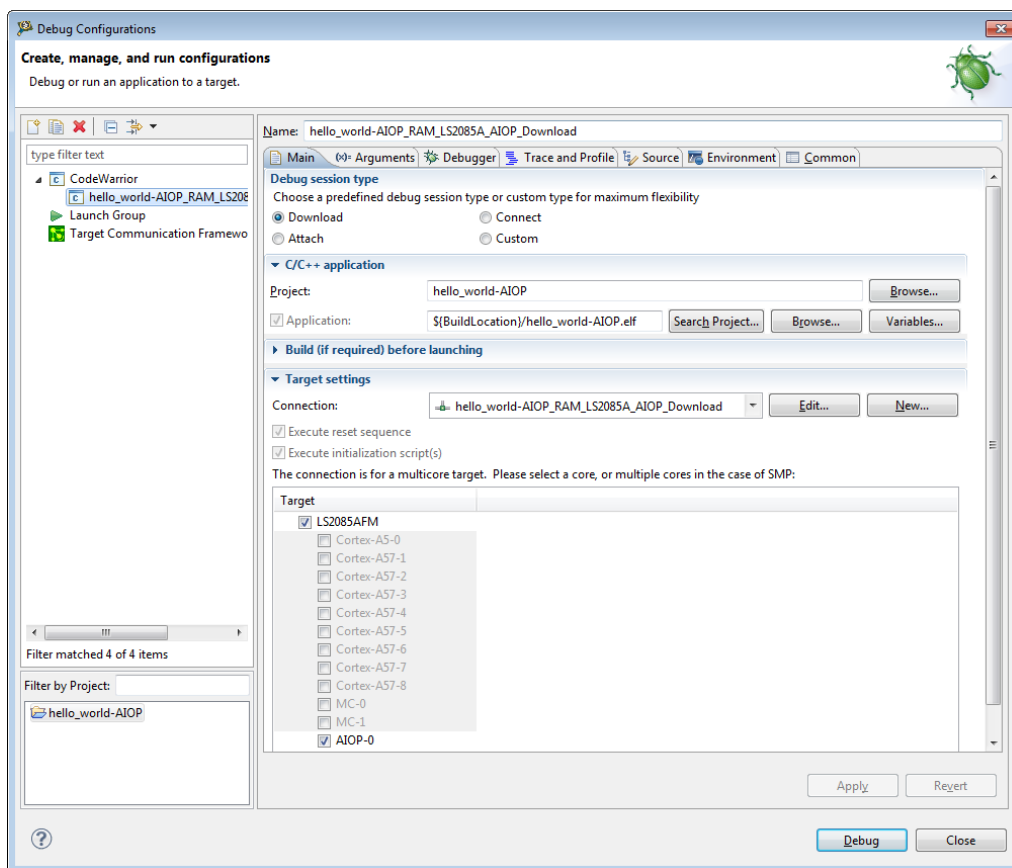 Debug Configurations
Create, manage, and run configurations
Debug or run an application to a target.
type filter text
CodeWarrior
hello_world-AIOP_RAM_LS208
Launch Group
Target Communication Framewo
Filter matched 4 of 4 items
Filter by Project:
hello_world-AIOP
Name: hello_world-AIOP_RAM_LS2085A_AIOP_Download
Main (x)= Arguments Debugger Trace and Profile Source Environment Common
Debug session type
Choose a predefined debug session type or custom type for maximum flexibility
Download Connect
Attach Custom
C/C++ application
Project: hello_world-AIOP Browse...
Application: ${BuildLocation}/hello_world-AIOP.elf Search Project... Browse... Variables...
Build (if required) before launching
Target settings
Connection: hello_world-AIOP_RAM_LS2085A_AIOP_Download Edit... New...
Execute reset sequence
Execute initialization script(s)
The connection is for a multicore target. Please select a core, or multiple cores in the case of SMP:
Target
LS2085AFM
Cortex-A5-0
Cortex-A57-1
Cortex-A57-2
Cortex-A57-3
Cortex-A57-4
Cortex-A57-5
Cortex-A57-6
Cortex-A57-7
Cortex-A57-8
MC-0
MC-1
AIOP-0
Apply Revert
? Debug Close